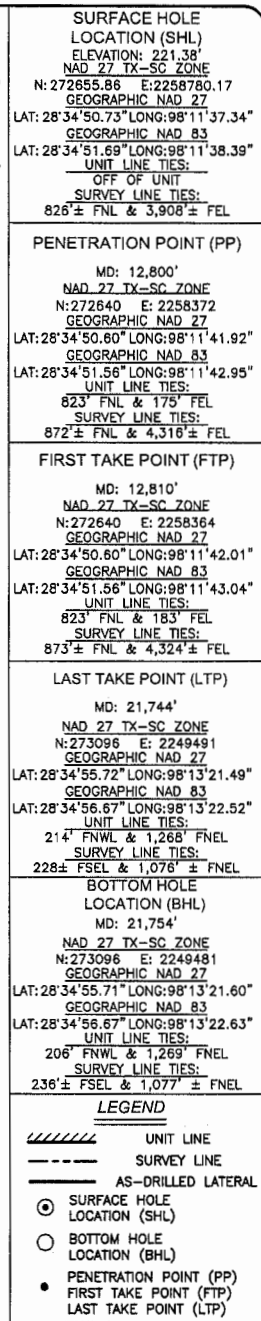 SURFACE HOLE
LOCATION (SHL)
ELEVATION: 221.38'
NAD 27 TX-SC ZONE
N: 272655.86 E:2258780.17
GEOGRAPHIC NAD 27
LAT: 28°34'50.73" LONG:98°11'37.34"
GEOGRAPHIC NAD 83
LAT: 28°34'51.69" LONG:98°11'38.39"
UNIT LINE TIES:
OFF OF UNIT
SURVEY LINE TIES:
826'± FNL & 3,908'± FEL
PENETRATION POINT (PP)
MD: 12,800'
NAD 27 TX-SC ZONE
N:272640 E: 2258372
GEOGRAPHIC NAD 27
LAT: 28°34'50.60" LONG:98°11'41.92"
GEOGRAPHIC NAD 83
LAT: 28°34'51.56" LONG:98°11'42.95"
UNIT LINE TIES:
823' FNL & 175' FEL
SURVEY LINE TIES:
872'± FNL & 4,316'± FEL
FIRST TAKE POINT (FTP)
MD: 12,810'
NAD 27 TX-SC ZONE
N:272640 E: 2258364
GEOGRAPHIC NAD 27
LAT: 28°34'50.60" LONG:98°11'42.01"
GEOGRAPHIC NAD 83
LAT: 28°34'51.56" LONG:98°11'43.04"
UNIT LINE TIES:
823' FNL & 183' FEL
SURVEY LINE TIES:
873'± FNL & 4,324'± FEL
LAST TAKE POINT (LTP)
MD: 21,744'
NAD 27 TX-SC ZONE
N:273096 E: 2249491
GEOGRAPHIC NAD 27
LAT: 28°34'55.72" LONG:98°13'21.49"
GEOGRAPHIC NAD 83
LAT: 28°34'56.67" LONG:98°13'22.52"
UNIT LINE TIES:
214' FNWL & 1,268' FNEL
SURVEY LINE TIES:
228± FSEL & 1,076' ± FNEL
BOTTOM HOLE
LOCATION (BHL)
MD: 21,754'
NAD 27 TX-SC ZONE
N:273096 E: 2249481
GEOGRAPHIC NAD 27
LAT: 28°34'55.71" LONG:98°13'21.60"
GEOGRAPHIC NAD 83
LAT: 28°34'56.67" LONG:98°13'22.63"
UNIT LINE TIES:
206' FNWL & 1,269' FNEL
SURVEY LINE TIES:
236'± FSEL & 1,077' ± FNEL
LEGEND
UNIT LINE
SURVEY LINE
AS-DRILLED LATERAL
SURFACE HOLE
LOCATION (SHL)
BOTTOM HOLE
LOCATION (BHL)
PENETRATION POINT (PP)
FIRST TAKE POINT (FTP)
LAST TAKE POINT (LTP)